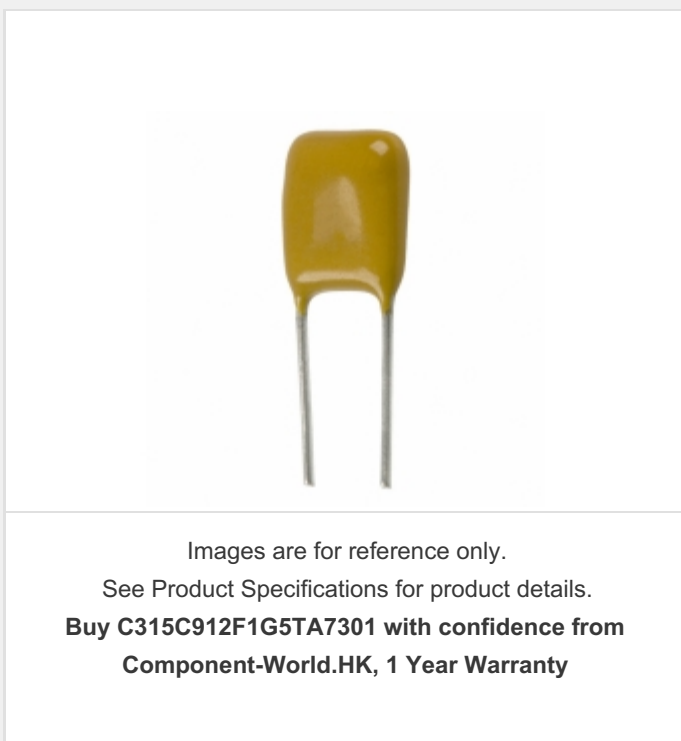 Images are for reference only.
See Product Specifications for product details.
Buy C315C912F1G5TA7301 with confidence from
Component-World.HK, 1 Year Warranty